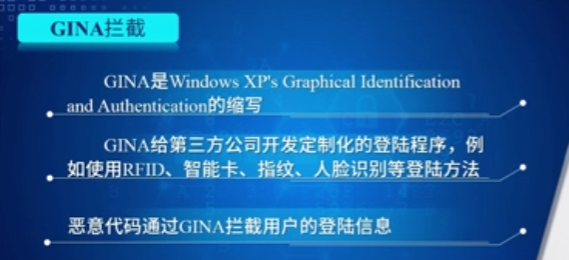 GINA拦截
GINA是Windows XP's Graphical Identification
and Authentication的缩写
GINA给第三方公司开发定制化的登陆程序，例
如使用RFID、智能卡、指纹、人脸识别等登陆方法
恶意代码通过GINA拦截用户的登陆信息